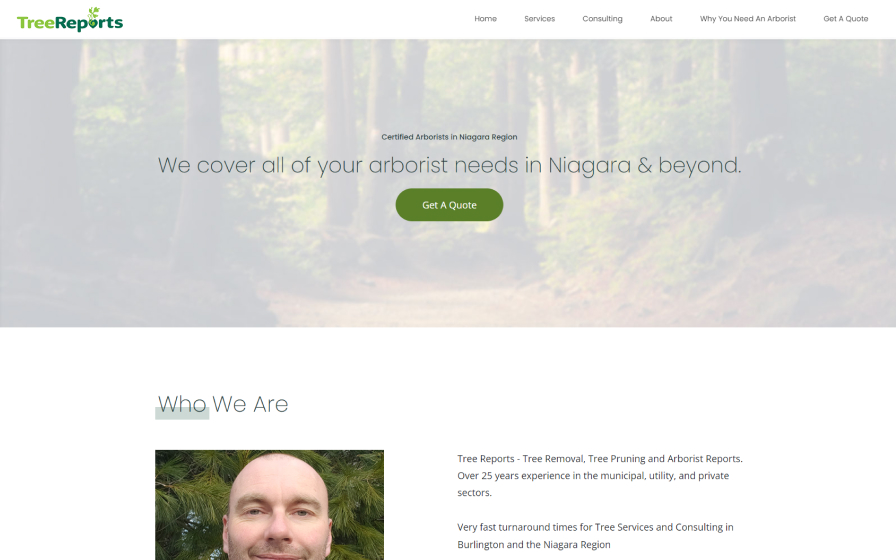 TreeReports
Home
Services
Consulting
About
Why You Need An Arborist
Get A Quote
Certified Arborists in Niagara Region
We cover all of your arborist needs in Niagara & beyond.
Get A Quote
Who We Are
Tree Reports - Tree Removal, Tree Pruning and Arborist Reports.
Over 25 years experience in the municipal, utility, and private
sectors.
Very fast turnaround times for Tree Services and Consulting in
Burlington and the Niagara Region